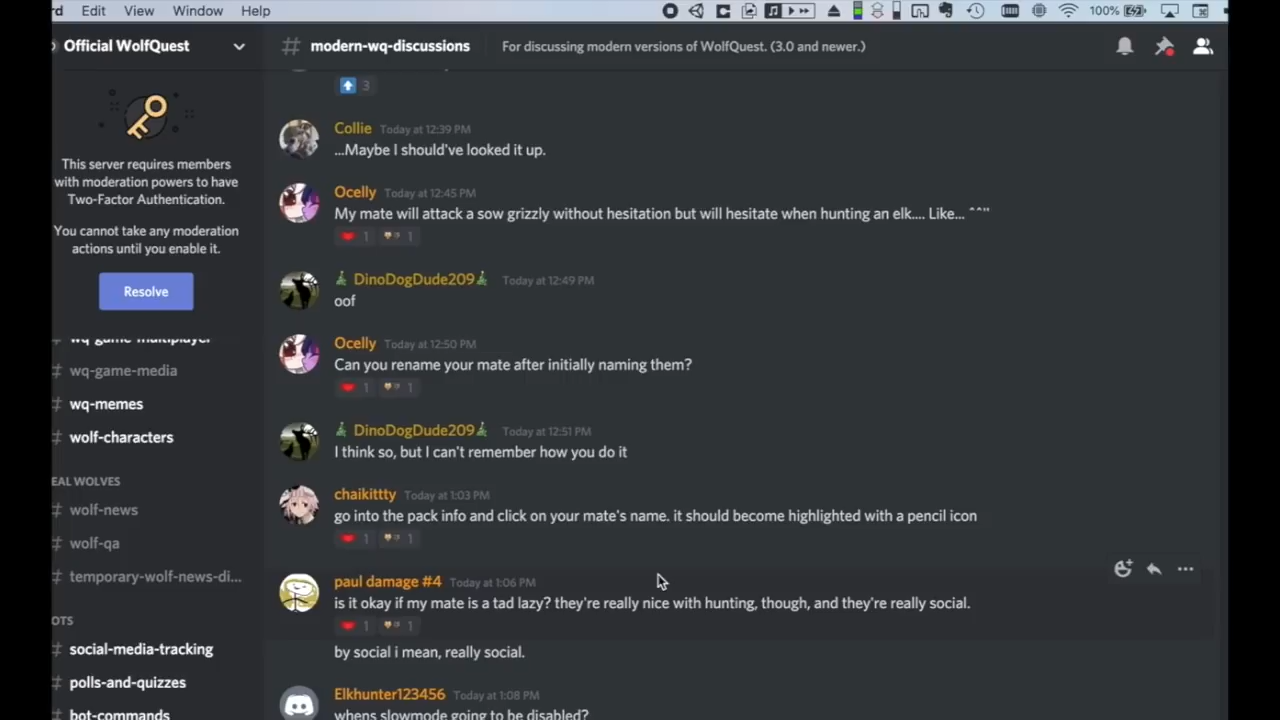 rd Edit View Window Help 100%
Official WolfQuest
# modern-wq-discussions For discussing modern versions of WolfQuest. (3.0 and newer.)
This server requires members
with moderation powers to have
Two-Factor Authentication.
You cannot take any moderation
actions until you enable it.
Resolve
# wq-game-multiplayer
# wq-game-media
# wq-memes
# wolf-characters
EAL WOLVES
# wolf-news
# wolf-qa
# temporary-wolf-news-di...
OTS
# social-media-tracking
# polls-and-quizzes
# bot-commands
3
Collie Today at 12:39 PM
...Maybe I should've looked it up.
Ocelly Today at 12:45 PM
My mate will attack a sow grizzly without hesitation but will hesitate when hunting an elk.... Like... ^^"
1 1
DinoDogDude209 Today at 12:49 PM
oof
Ocelly Today at 12:50 PM
Can you rename your mate after initially naming them?
1 1
DinoDogDude209 Today at 12:51 PM
I think so, but I can't remember how you do it
chaikittty Today at 1:03 PM
go into the pack info and click on your mate's name. it should become highlighted with a pencil icon
1 1
paul damage #4 Today at 1:06 PM
is it okay if my mate is a tad lazy? they're really nice with hunting, though, and they're really social.
1 1
by social i mean, really social.
Elkhunter123456 Today at 1:08 PM
whens slowmode going to be disabled?